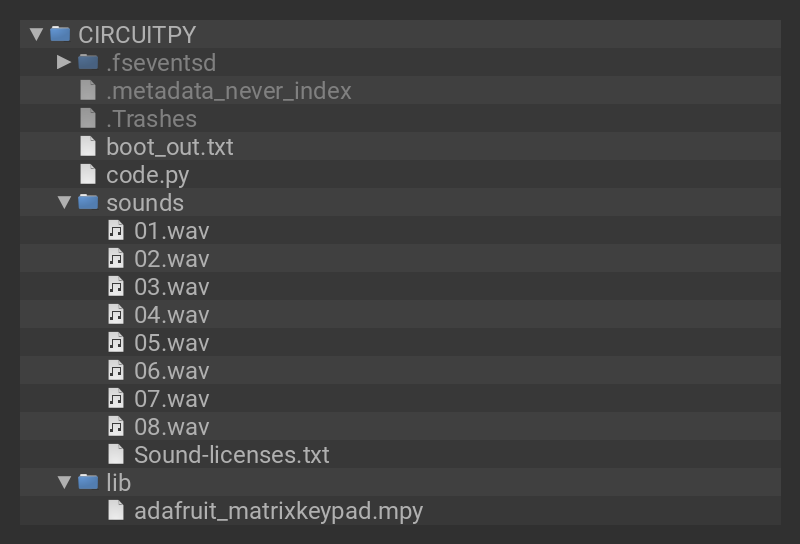 CIRCUITPY
.fseventsd
.metadata_never_index
.Trashes
boot_out.txt
code.py
sounds
01.wav
02.wav
03.wav
04.wav
05.wav
06.wav
07.wav
08.wav
Sound-licenses.txt
lib
adafruit_matrixkeypad.mpy